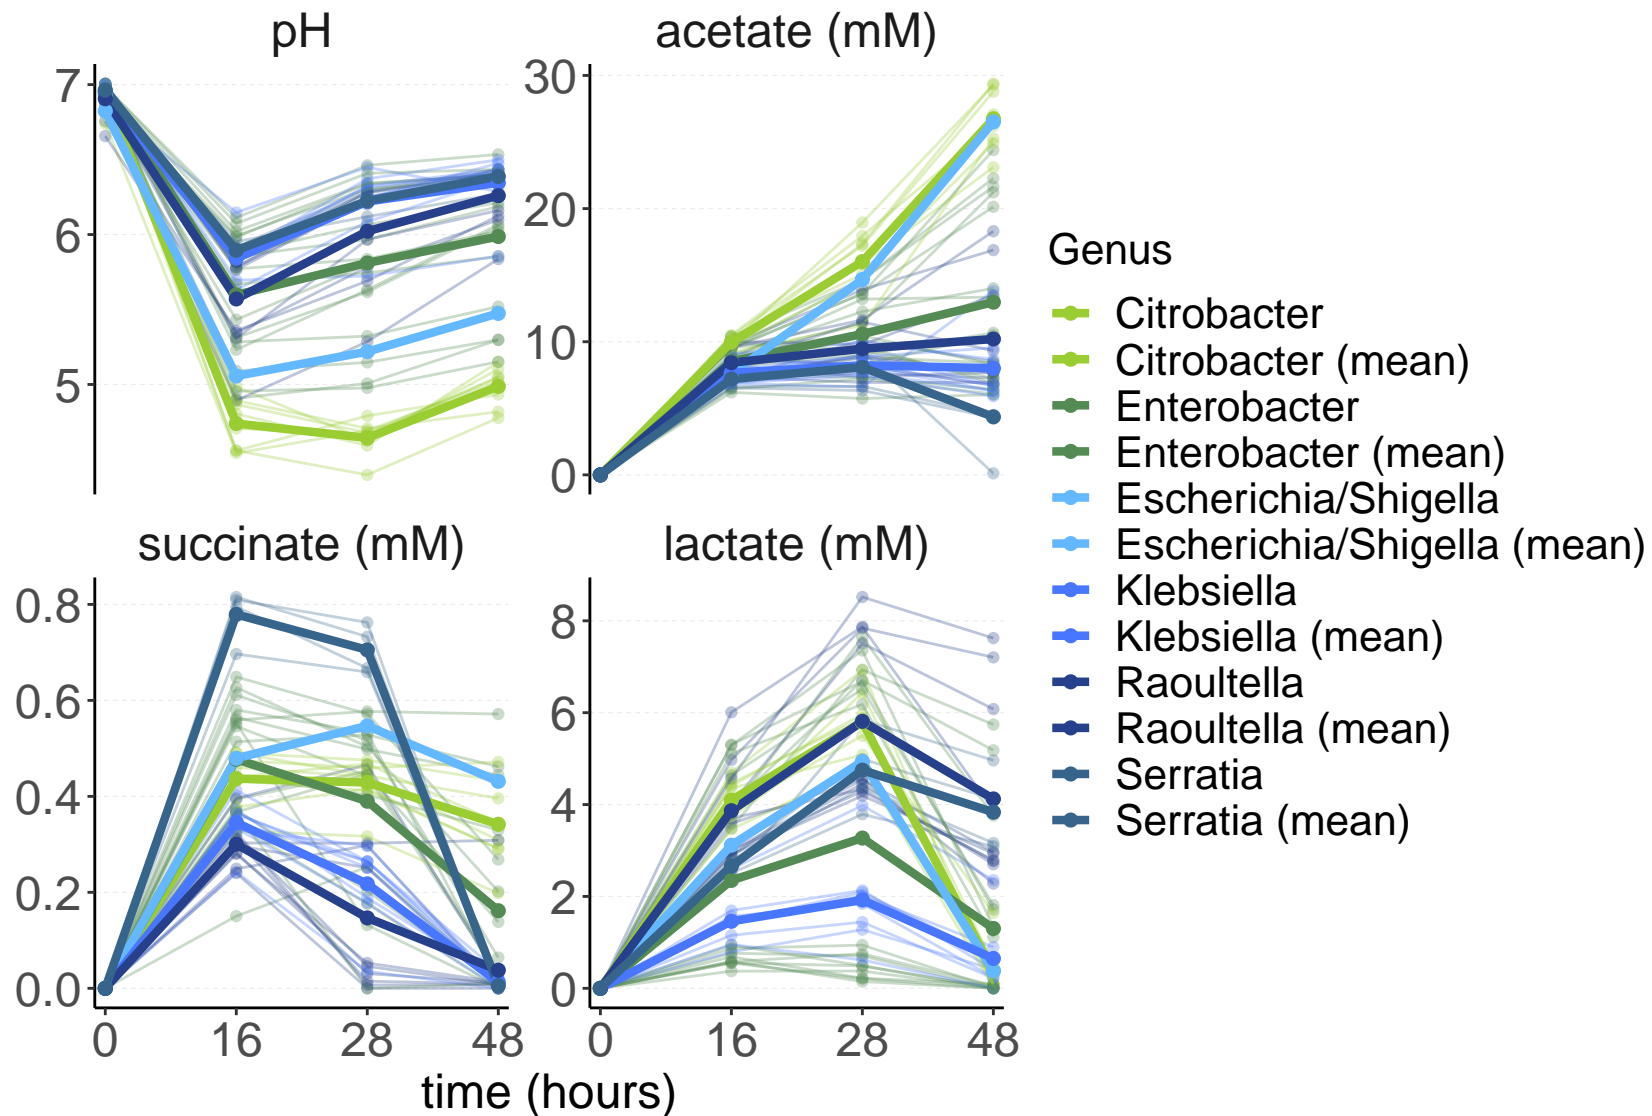 pH
acetate (mM)
7
6
5
30
20
10
0
succinate (mM)
lactate (mM)
0.8
0.6
0.4
0.2
0.0
8
6
4
2
0
0 16 28 48
0 16 28 48
time (hours)
Genus
Citrobacter
Citrobacter (mean)
Enterobacter
Enterobacter (mean)
Escherichia/Shigella
Escherichia/Shigella (mean)
Klebsiella
Klebsiella (mean)
Raoultella
Raoultella (mean)
Serratia
Serratia (mean)